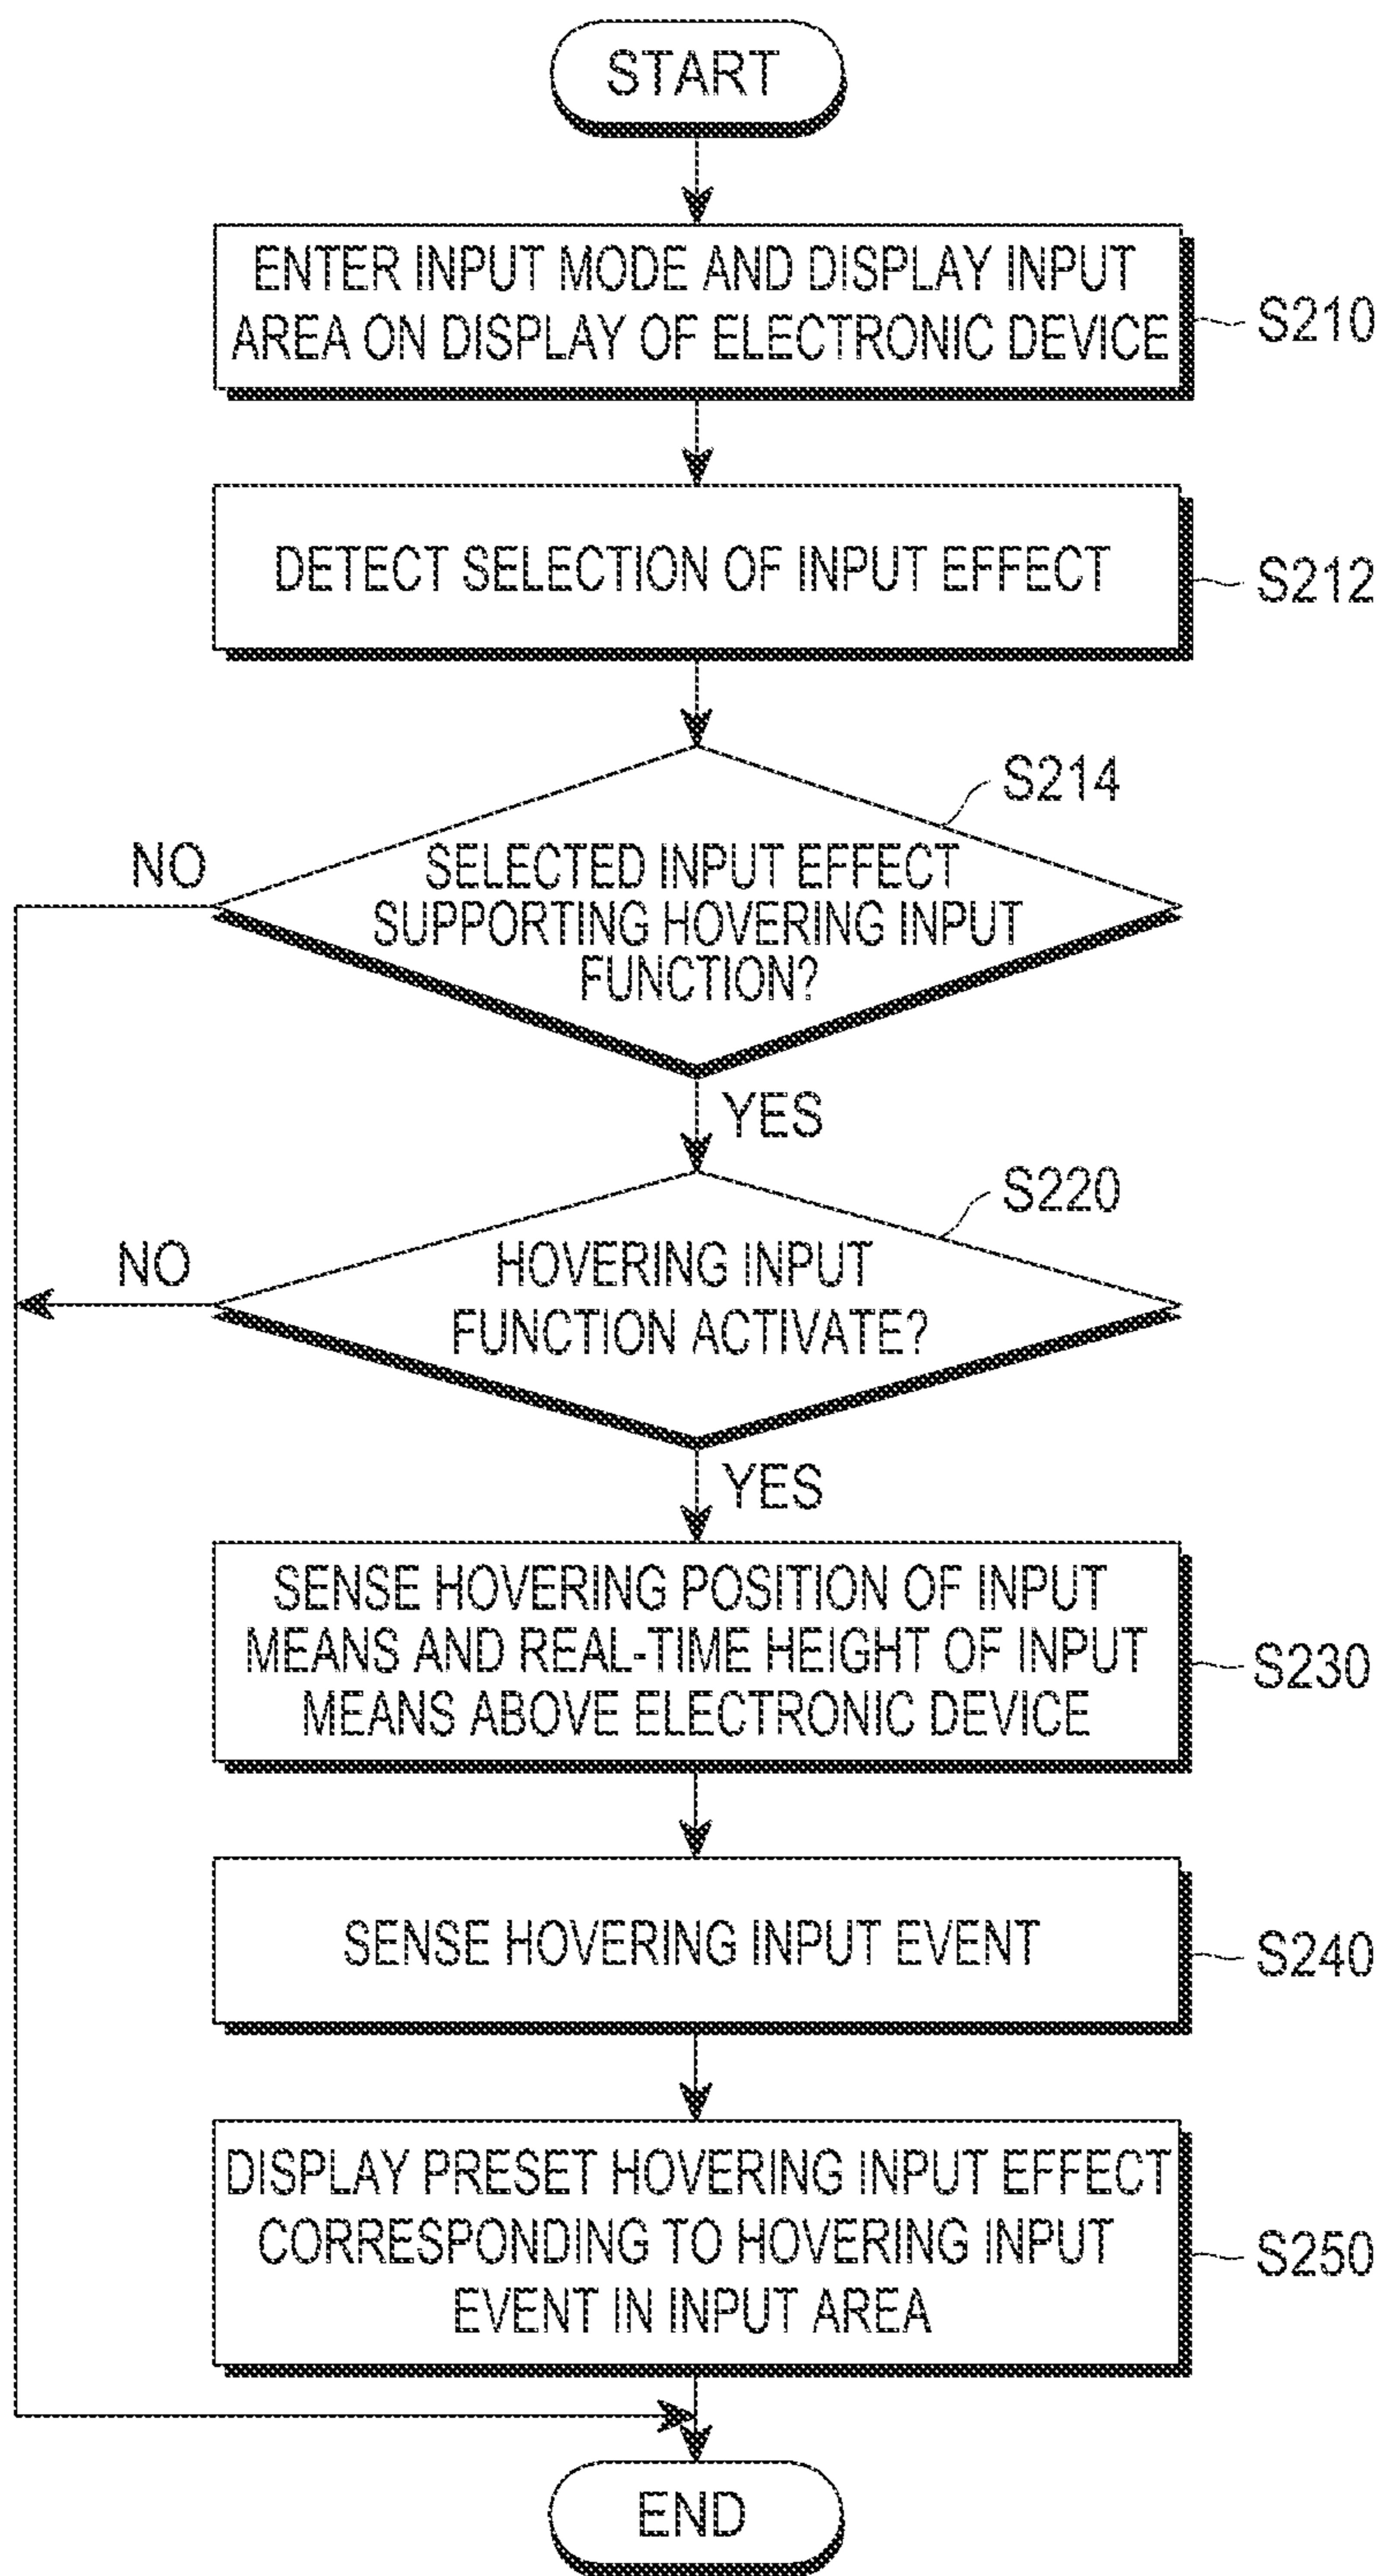 START
ENTER INPUT MODE AND DISPLAY INPUT
AREA ON DISPLAY OF ELECTRONIC DEVICE
S210
DETECT SELECTION OF INPUT EFFECT
S212
S214
NO
SELECTED INPUT EFFECT
SUPPORTING HOVERING INPUT
FUNCTION?
YES
S220
NO
HOVERING INPUT
FUNCTION ACTIVATE?
YES
SENSE HOVERING POSITION OF INPUT
MEANS AND REAL-TIME HEIGHT OF INPUT
MEANS ABOVE ELECTRONIC DEVICE
S230
SENSE HOVERING INPUT EVENT
S240
DISPLAY PRESET HOVERING INPUT EFFECT
CORRESPONDING TO HOVERING INPUT
EVENT IN INPUT AREA
S250
END